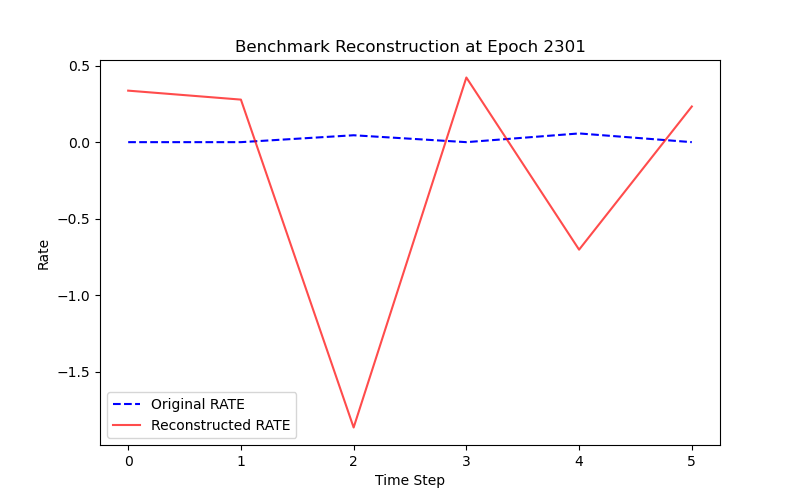 Benchmark Reconstruction at Epoch 2301
0.5
0.0
−0.5
−1.0
−1.5
Rate
Original RATE
Reconstructed RATE
0 1 2 3 4 5
Time Step